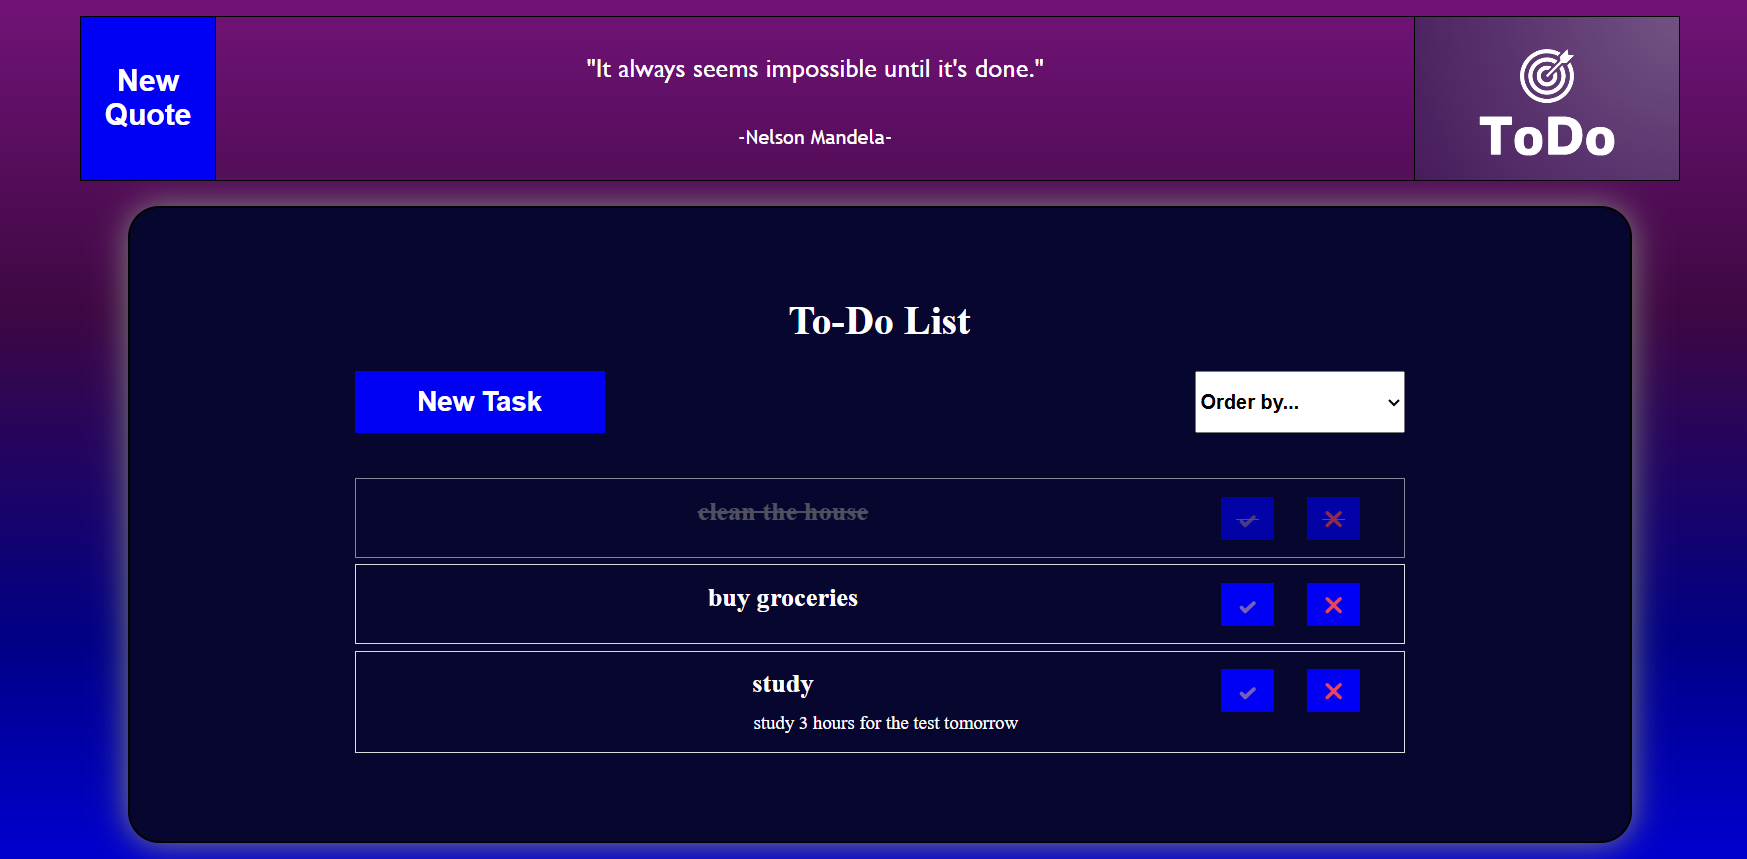 New
Quote
"It always seems impossible until it's done."
-Nelson Mandela-
ToDo
To-Do List
New Task
Order by...
clean the house
buy groceries
study
study 3 hours for the test tomorrow